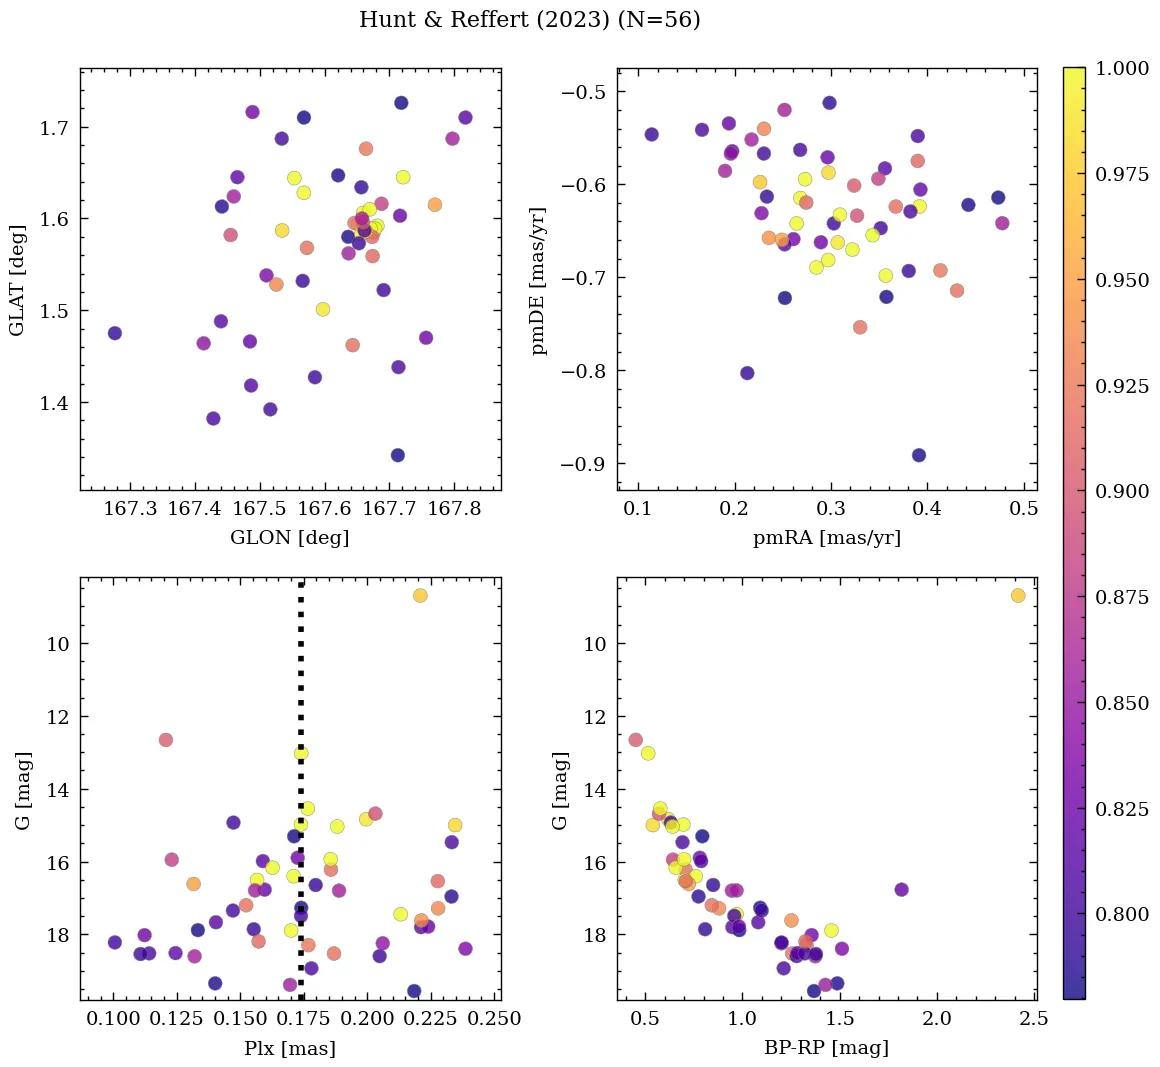 Hunt & Reffert (2023) (N=56)
1.7
1.6
1.5
1.4
GLAT [deg]
167.3 167.4 167.5 167.6 167.7 167.8
GLON [deg]
−0.5
−0.6
−0.7
−0.8
−0.9
pmDE [mas/yr]
0.1 0.2 0.3 0.4 0.5
pmRA [mas/yr]
10
12
14
16
18
G [mag]
0.100 0.125 0.150 0.175 0.200 0.225 0.250
Plx [mas]
10
12
14
16
18
G [mag]
0.5 1.0 1.5 2.0 2.5
BP-RP [mag]
1.000
0.975
0.950
0.925
0.900
0.875
0.850
0.825
0.800